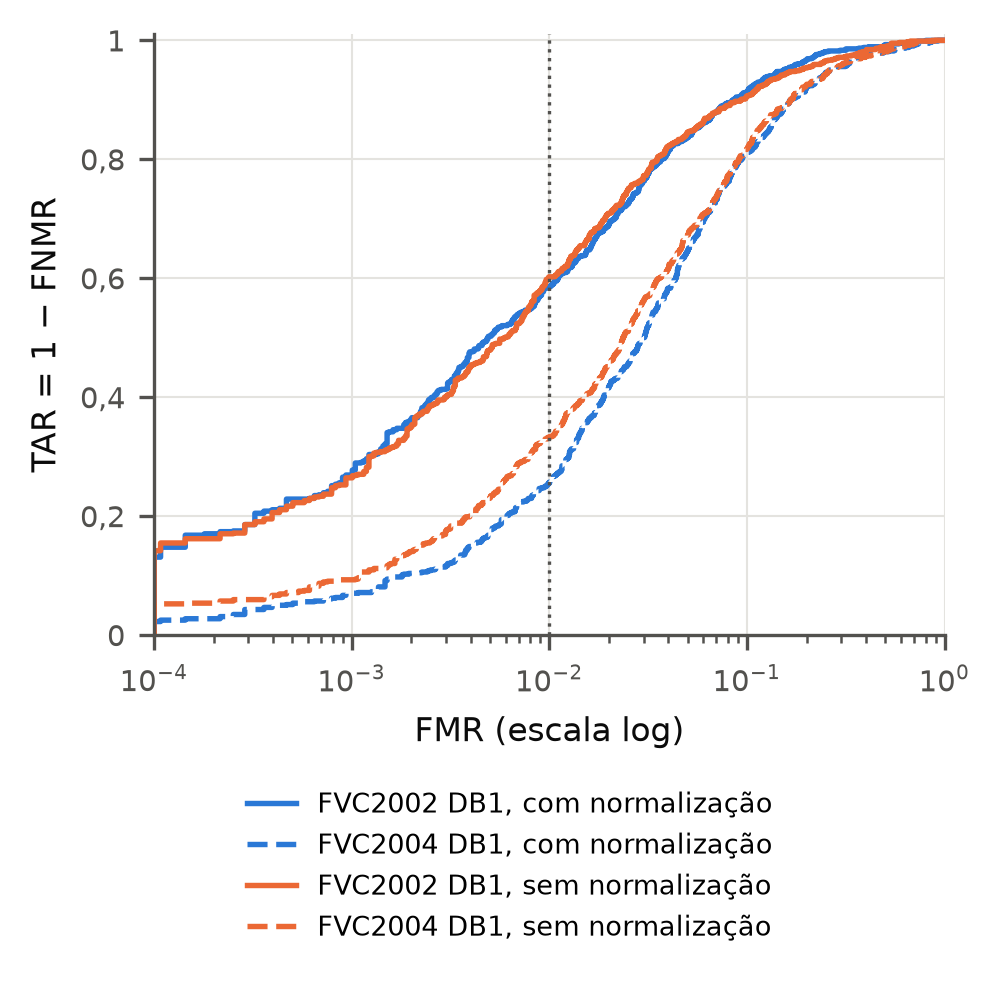 1
0,8
0,6
0,4
0,2
0
TAR = 1 − FNMR
10⁻⁴ 10⁻³ 10⁻² 10⁻¹ 10⁰
FMR (escala log)
FVC2002 DB1, com normalização
FVC2004 DB1, com normalização
FVC2002 DB1, sem normalização
FVC2004 DB1, sem normalização